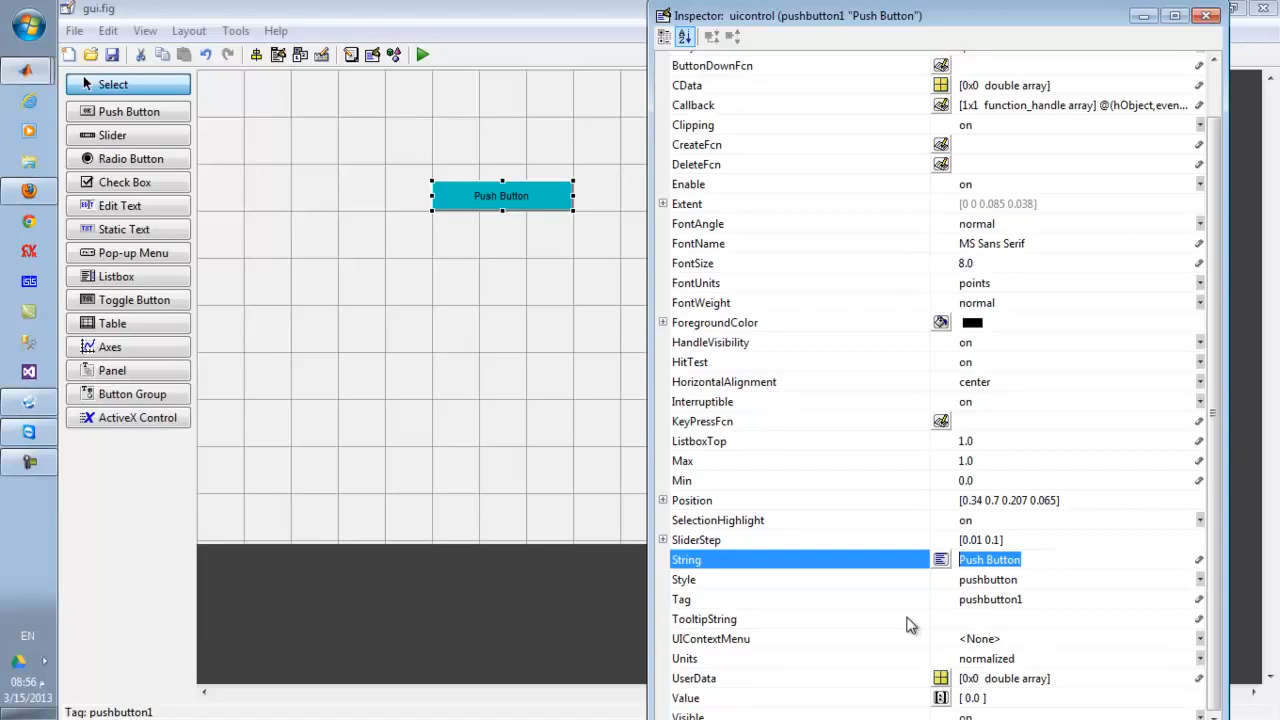 gui.fig
File Edit View Layout Tools Help
Select
Push Button
Slider
Radio Button
Check Box
Edit Text
Static Text
Pop-up Menu
Listbox
Toggle Button
Table
Axes
Panel
Button Group
ActiveX Control
Push Button
Tag: pushbutton1
Inspector: uicontrol (pushbutton1 "Push Button")
ButtonDownFcn
CData [0x0 double array]
Callback [1x1 function_handle array] @(hObject,even...
Clipping on
CreateFcn
DeleteFcn
Enable on
Extent [0 0 0.085 0.038]
FontAngle normal
FontName MS Sans Serif
FontSize 8.0
FontUnits points
FontWeight normal
ForegroundColor
HandleVisibility on
HitTest on
HorizontalAlignment center
Interruptible on
KeyPressFcn
ListboxTop 1.0
Max 1.0
Min 0.0
Position [0.34 0.7 0.207 0.065]
SelectionHighlight on
SliderStep [0.01 0.1]
String Push Button
Style pushbutton
Tag pushbutton1
TooltipString
UIContextMenu <None>
Units normalized
UserData [0x0 double array]
Value [ 0.0 ]
Visible on
EN
08:56 م
3/15/2013